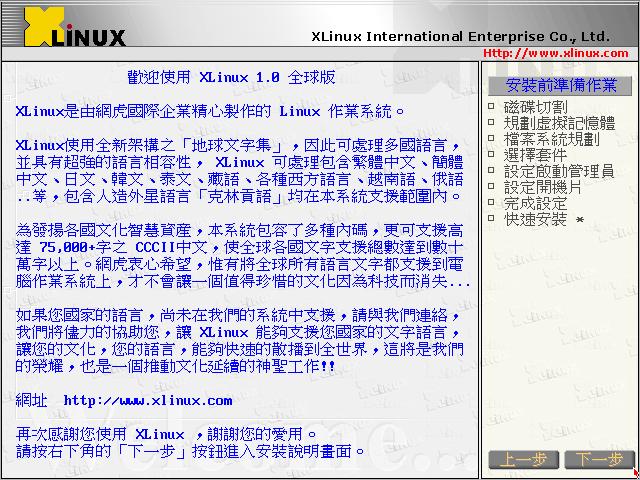 XLinux
XLinux International Enterprise Co., Ltd.
Http://www.xlinux.com
歡迎使用 XLinux 1.0 全球版
XLinux是由網虎國際企業精心製作的 Linux 作業系統。
XLinux使用全新架構之「地球文字集」，因此可處理多國語言，
並具有超強的語言相容性， XLinux 可處理包含繁體中文、簡體
中文、日文、韓文、泰文、藏語、各種西方語言、越南語、俄語
..等，包含人造外星語言「克林貢語」均在本系統支援範圍內。
為發揚各國文化智慧資産，本系統包容了多種內碼，更可支援高
達 75,000+字之 CCCII中文，使全球各國文字支援總數達到數十
萬字以上。網虎衷心希望，惟有將全球所有語言文字都支援到電
腦作業系統上，才不會讓一個值得珍惜的文化因為科技而消失...
如果您國家的語言，尚未在我們的系統中支援，請與我們連絡，
我們將儘力的協助您，讓 XLinux 能夠支援您國家的文字語言，
讓您的文化，您的語言，能夠快速的散播到全世界，這將是我們
的榮耀，也是一個推動文化延續的神聖工作!!
網址 http://www.xlinux.com
再次感謝您使用 XLinux ，謝謝您的愛用。
請按右下角的「下一步」按鈕進入安裝說明畫面。
Welcome...
安裝前準備作業
磁碟切割
規劃虛擬記憶體
檔案系統規劃
選擇套件
設定啟動管理員
設定開機片
完成設定
快速安裝 *
上一步
下一步